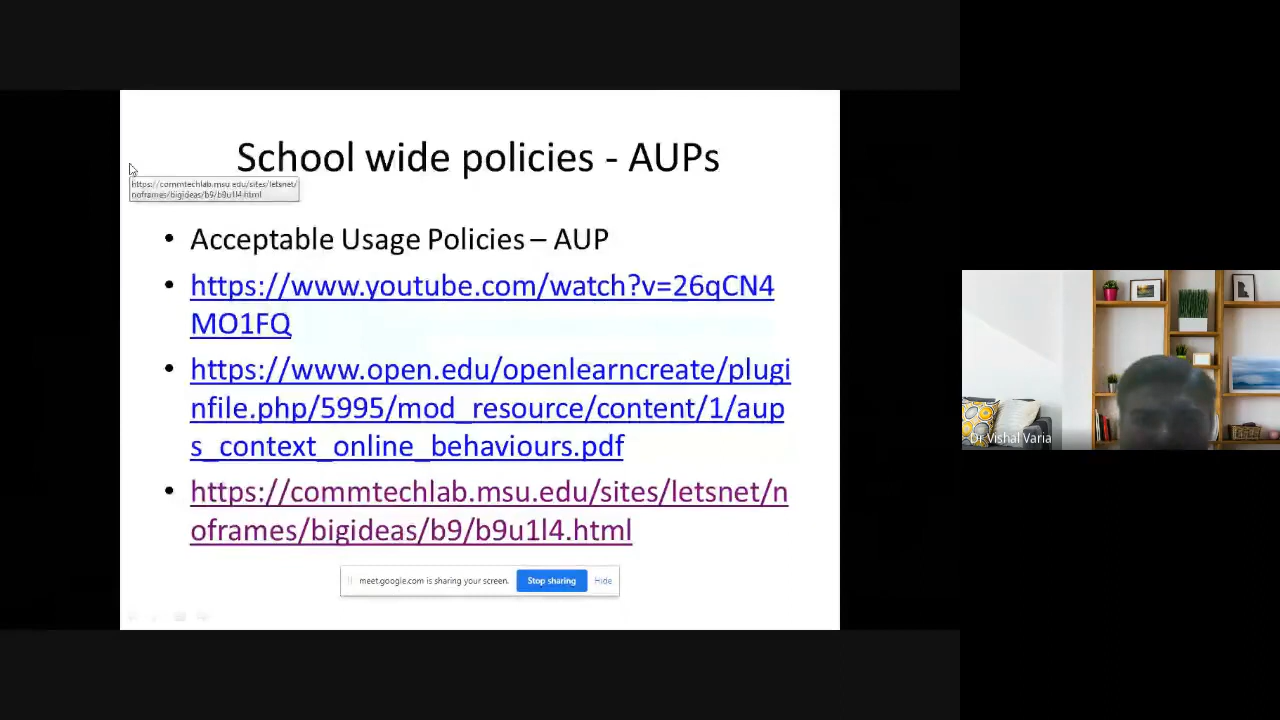 School wide policies - AUPs
https://commtechlab.msu.edu/sites/letsnet/
noframes/bigideas/b9/b9u1l4.html
• Acceptable Usage Policies – AUP
• https://www.youtube.com/watch?v=26qCN4
MO1FQ
• https://www.open.edu/openlearncreate/plugi
nfile.php/5995/mod_resource/content/1/aup
s_context_online_behaviours.pdf
• https://commtechlab.msu.edu/sites/letsnet/n
oframes/bigideas/b9/b9u1l4.html
meet.google.com is sharing your screen. Stop sharing Hide
Dr Vishal Varia